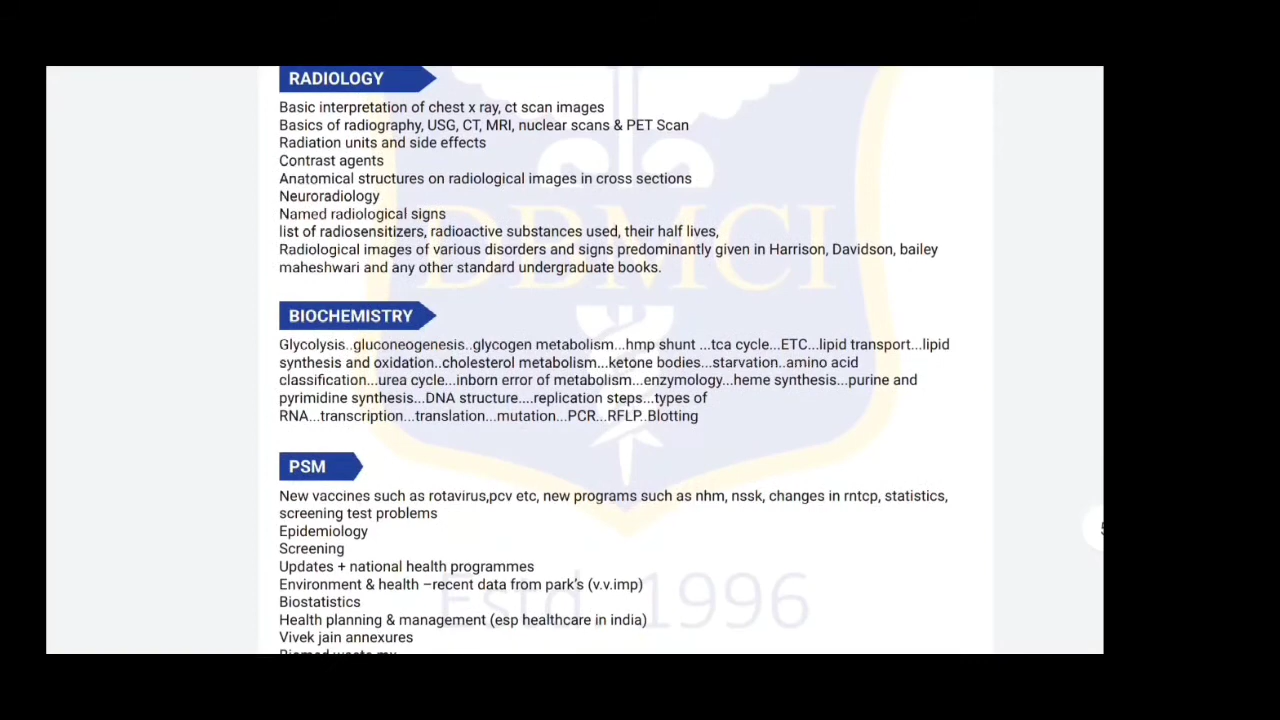 RADIOLOGY
Basic interpretation of chest x ray, ct scan images
Basics of radiography, USG, CT, MRI, nuclear scans & PET Scan
Radiation units and side effects
Contrast agents
Anatomical structures on radiological images in cross sections
Neuroradiology
Named radiological signs
list of radiosensitizers, radioactive substances used, their half lives,
Radiological images of various disorders and signs predominantly given in Harrison, Davidson, bailey
maheshwari and any other standard undergraduate books.
DBMCI
BIOCHEMISTRY
Glycolysis..gluconeogenesis..glycogen metabolism...hmp shunt ...tca cycle...ETC...lipid transport...lipid
synthesis and oxidation..cholesterol metabolism...ketone bodies...starvation..amino acid
classification...urea cycle...inborn error of metabolism...enzymology...heme synthesis...purine and
pyrimidine synthesis...DNA structure....replication steps...types of
RNA...transcription...translation...mutation...PCR...RFLP..Blotting
PSM
New vaccines such as rotavirus,pcv etc, new programs such as nhm, nssk, changes in rntcp, statistics,
screening test problems
Epidemiology
Screening
Updates + national health programmes
Environment & health –recent data from park's (v.v.imp)
Biostatistics
Health planning & management (esp healthcare in india)
Vivek jain annexures
Estd. 1996